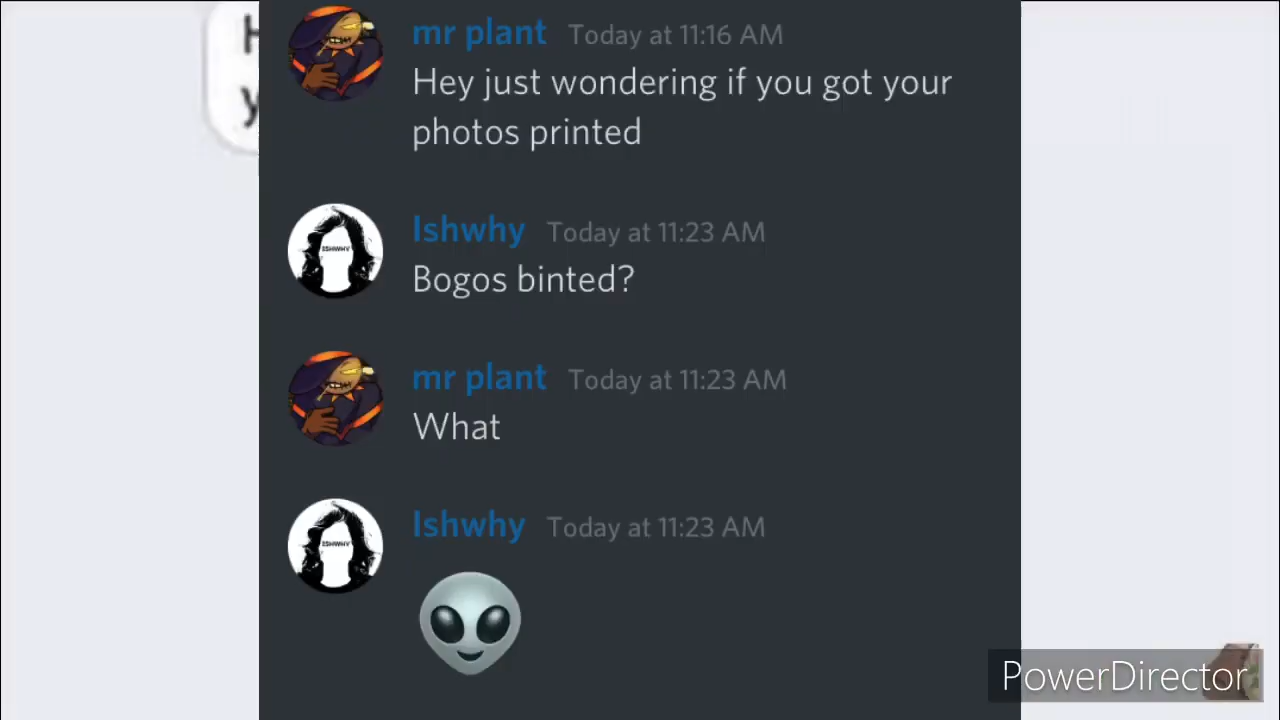 H
y
mr plant Today at 11:16 AM
Hey just wondering if you got your
photos printed
Ishwhy Today at 11:23 AM
ISHWHY
Bogos binted?
mr plant Today at 11:23 AM
What
Ishwhy Today at 11:23 AM
ISHWHY
👽
PowerDirector